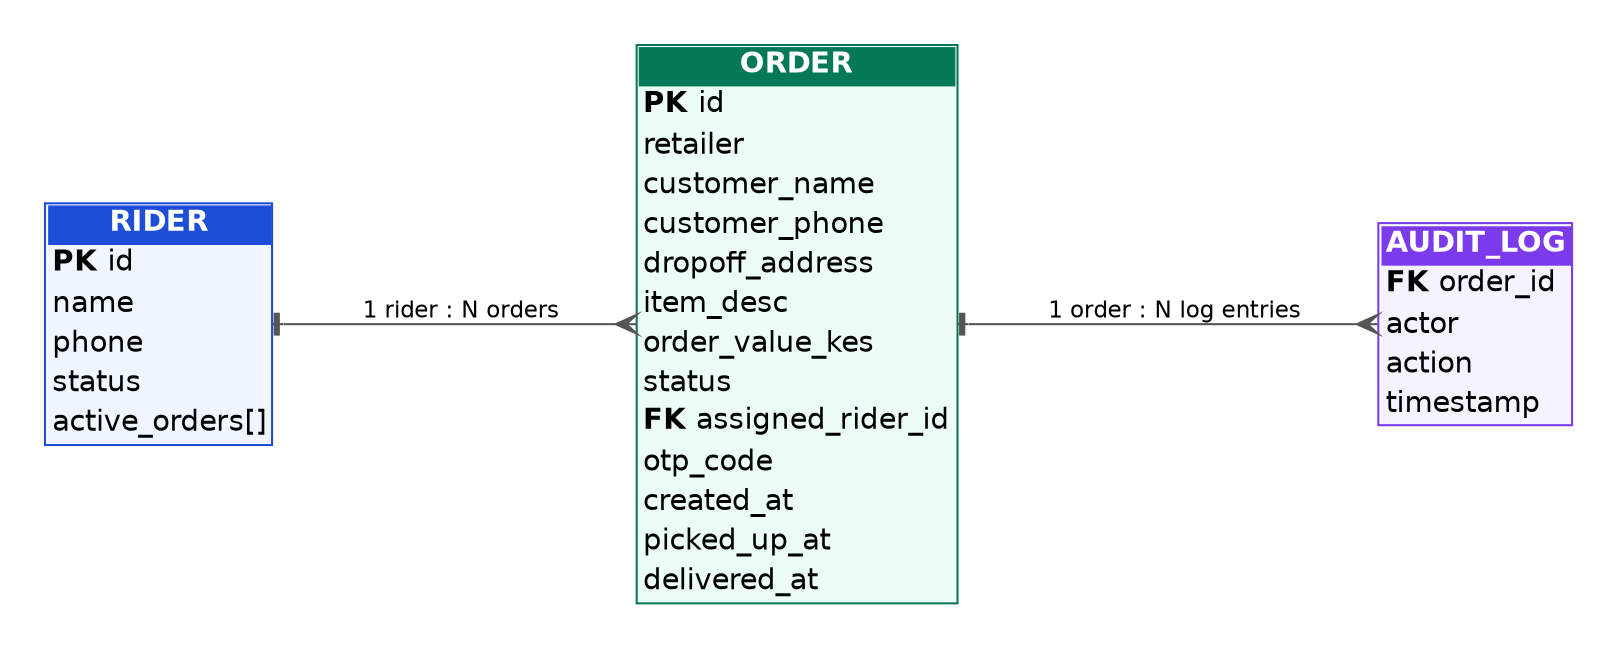 RIDER
PK id
name
phone
status
active_orders[]
1 rider : N orders
ORDER
PK id
retailer
customer_name
customer_phone
dropoff_address
item_desc
order_value_kes
status
FK assigned_rider_id
otp_code
created_at
picked_up_at
delivered_at
1 order : N log entries
AUDIT_LOG
FK order_id
actor
action
timestamp